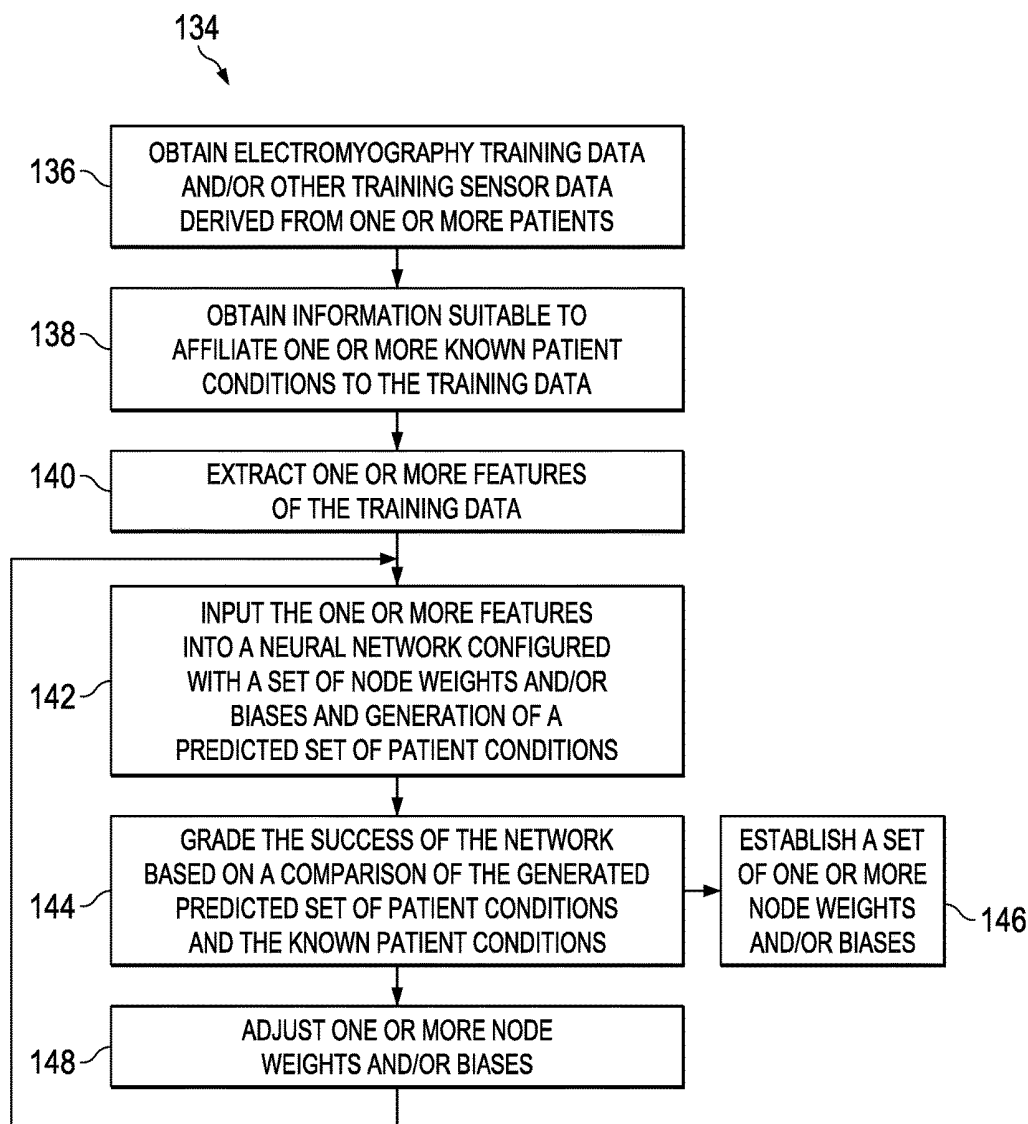 134
136
OBTAIN ELECTROMYOGRAPHY TRAINING DATA
AND/OR OTHER TRAINING SENSOR DATA
DERIVED FROM ONE OR MORE PATIENTS
138
OBTAIN INFORMATION SUITABLE TO
AFFILIATE ONE OR MORE KNOWN PATIENT
CONDITIONS TO THE TRAINING DATA
140
EXTRACT ONE OR MORE FEATURES
OF THE TRAINING DATA
142
INPUT THE ONE OR MORE FEATURES
INTO A NEURAL NETWORK CONFIGURED
WITH A SET OF NODE WEIGHTS AND/OR
BIASES AND GENERATION OF A
PREDICTED SET OF PATIENT CONDITIONS
144
GRADE THE SUCCESS OF THE NETWORK
BASED ON A COMPARISON OF THE GENERATED
PREDICTED SET OF PATIENT CONDITIONS
AND THE KNOWN PATIENT CONDITIONS
ESTABLISH A SET
OF ONE OR MORE
NODE WEIGHTS
AND/OR BIASES
146
148
ADJUST ONE OR MORE NODE
WEIGHTS AND/OR BIASES